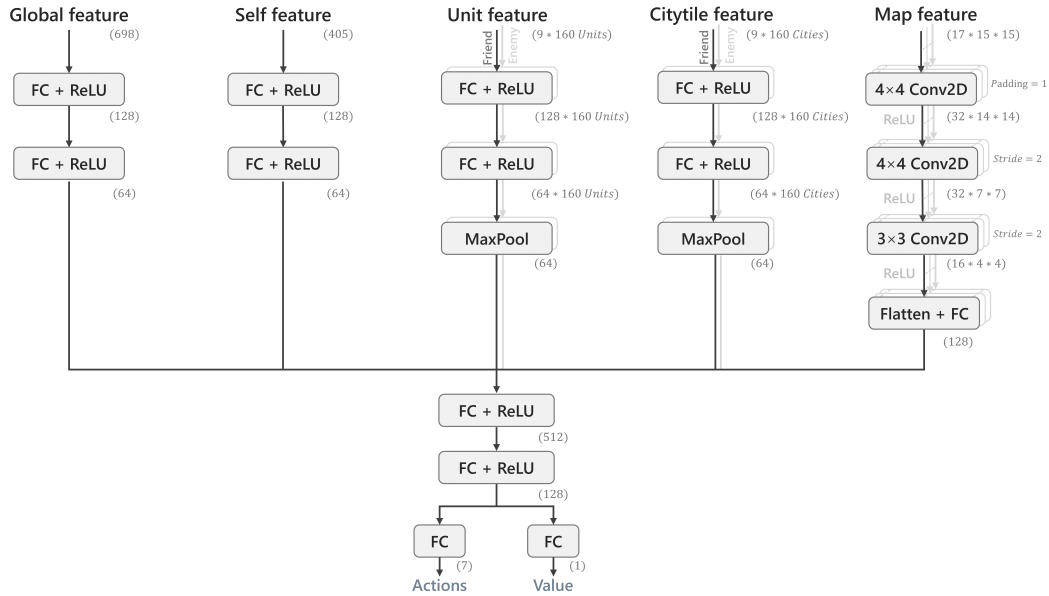 Global feature
Self feature
Unit feature
Citytile feature
Map feature
(698)
(405)
Friend
Enemy
(9 * 160 Units)
Friend
Enemy
(9 * 160 Cities)
(17 * 15 * 15)
FC + ReLU
FC + ReLU
FC + ReLU
FC + ReLU
4×4 Conv2D
Padding = 1
(128)
(128)
(128 * 160 Units)
(128 * 160 Cities)
ReLU
(32 * 14 * 14)
FC + ReLU
FC + ReLU
FC + ReLU
FC + ReLU
4×4 Conv2D
Stride = 2
(64)
(64)
(64 * 160 Units)
(64 * 160 Cities)
ReLU
(32 * 7 * 7)
MaxPool
MaxPool
3×3 Conv2D
Stride = 2
(64)
(64)
ReLU
(16 * 4 * 4)
Flatten + FC
(128)
FC + ReLU
(512)
FC + ReLU
(128)
FC
FC
(7)
(1)
Actions
Value